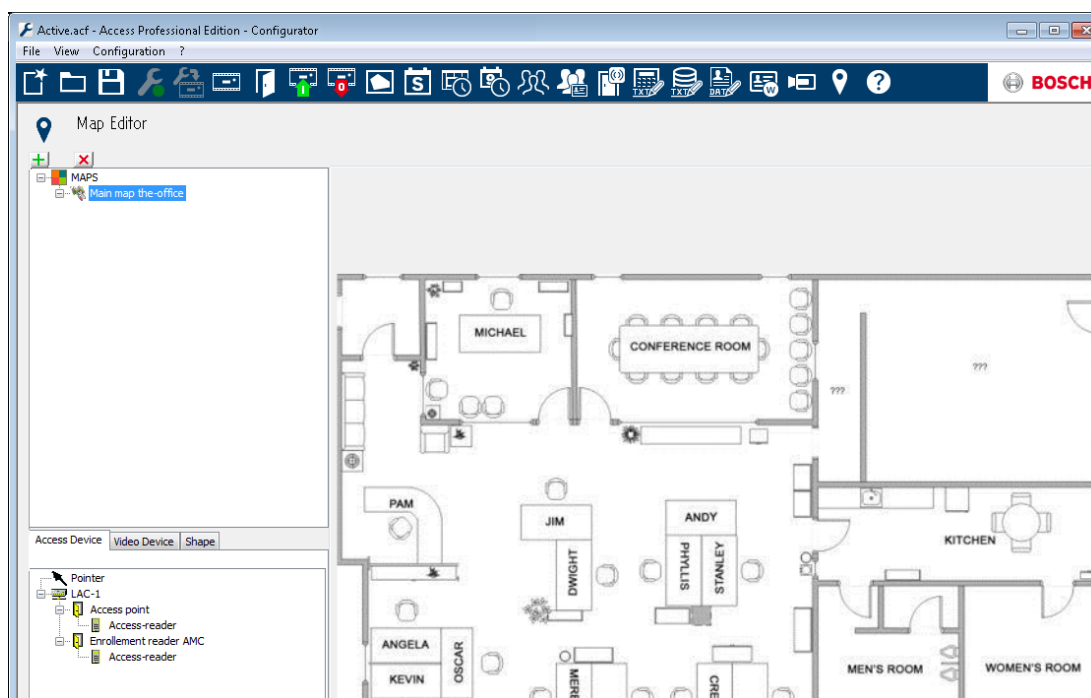 Active.acf - Access Professional Edition - Configurator
File View Configuration ?
S TXT TXT DATA W ? BOSCH
Map Editor
MAPS
Main map the-office
MICHAEL
CONFERENCE ROOM
???
???
PAM
JIM
ANDY
KITCHEN
DWIGHT
PHYLLIS
STANLEY
ANGELA
OSCAR
KEVIN
MERE
CRE
MEN'S ROOM
WOMEN'S ROOM
Access Device Video Device Shape
Pointer
LAC-1
Access point
Access-reader
Enrollement reader AMC
Access-reader